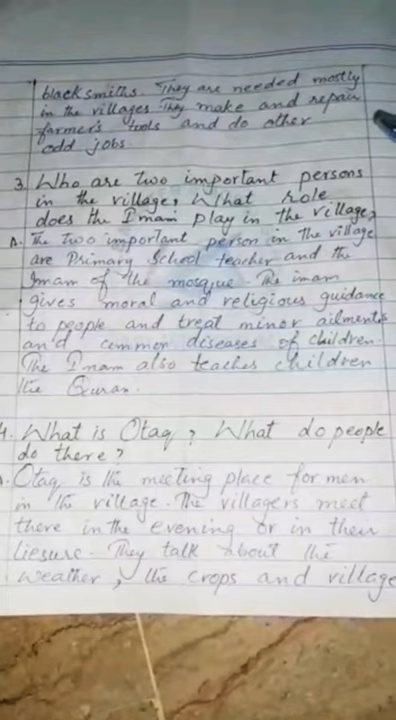 blacksmiths. They are needed mostly
in the villages. They make and repair
farmer's tools and do other
odd jobs.
3. Who are two important persons
in the village, What role
does the Imam play in the village?
A. The two important person in the village
are Primary School teacher and the
Imam of the mosque. The imam
gives moral and religious guidance
to people and treat minor ailments
and common diseases of children.
The Imam also teaches children
the Quran.
4. What is Otaq ? What do people
do there?
A. Otaq is the meeting place for men
in the village. The villagers meet
there in the evening or in their
liesure. They talk about the
weather, the crops and village